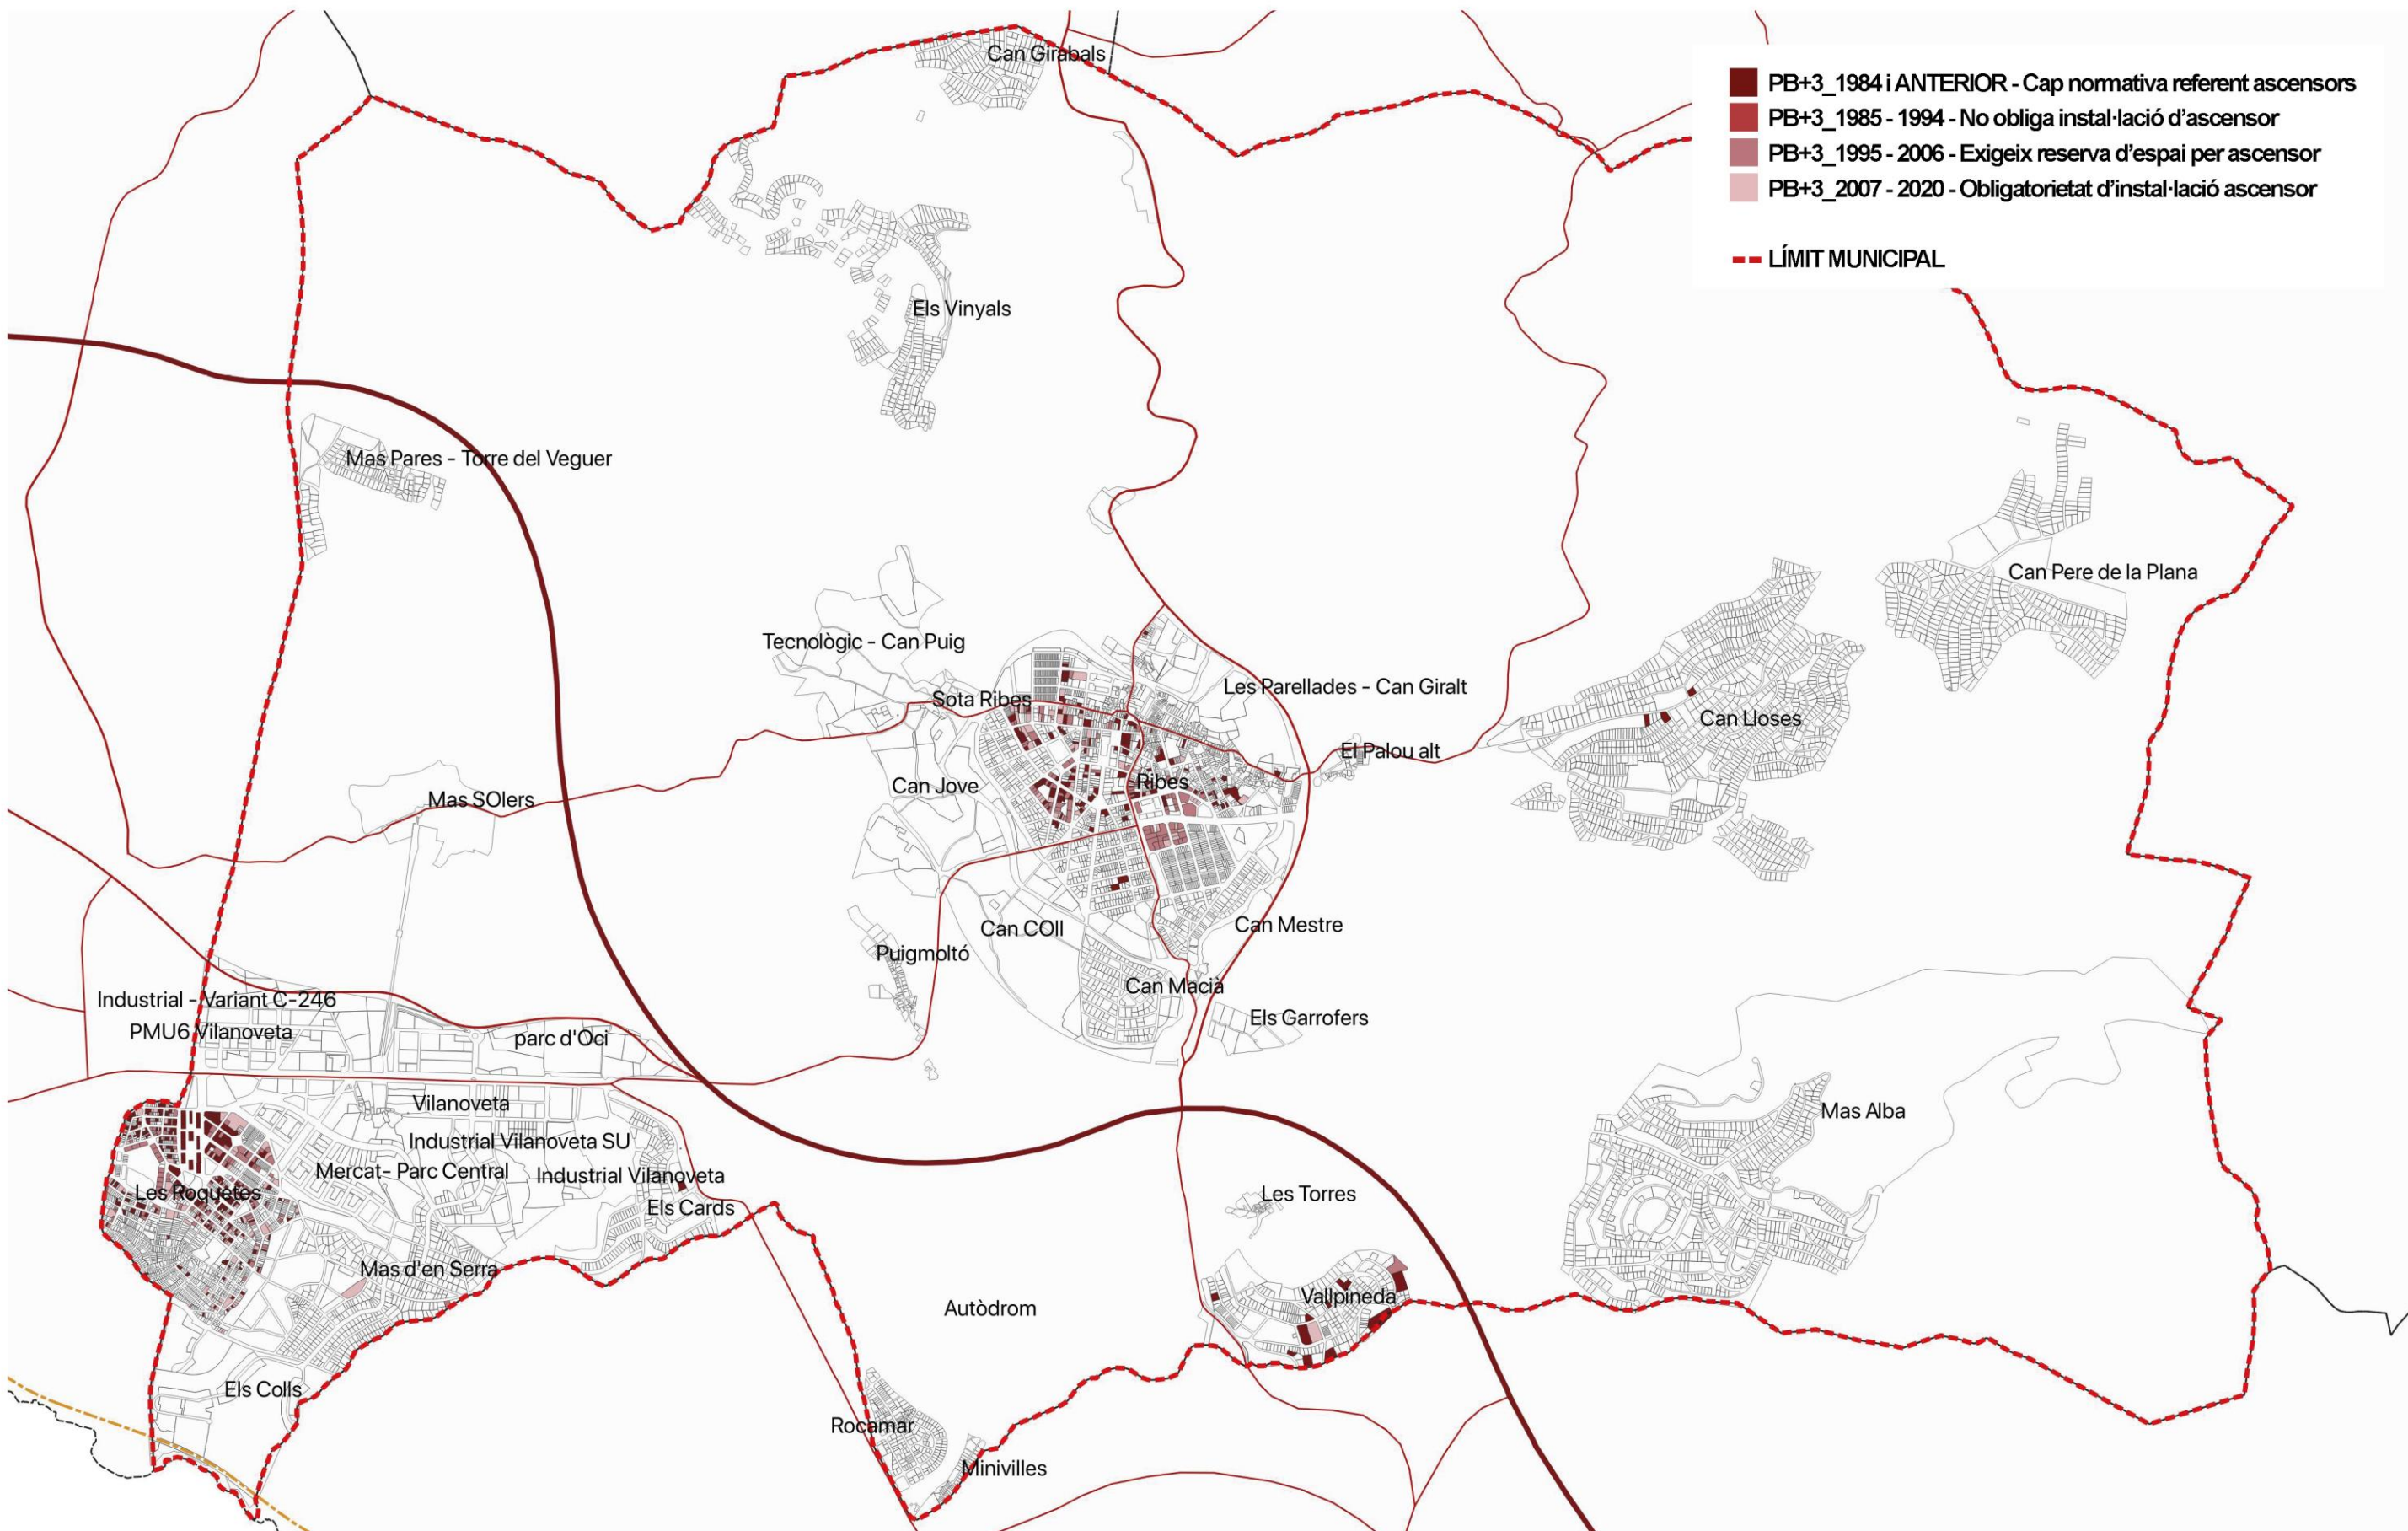 Can Girabals
PB+3_1984 i ANTERIOR - Cap normativa referent ascensors
PB+3_1985 - 1994 - No obliga instal·lació d'ascensor
PB+3_1995 - 2006 - Exigeix reserva d'espai per ascensor
PB+3_2007 - 2020 - Obligatorietat d'instal·lació ascensor
LÍMIT MUNICIPAL
Els Vinyals
Mas Pares - Torre del Veguer
Can Pere de la Plana
Tecnològic - Can Puig
Les Parellades - Can Giralt
Sota Ribes
Can Lloses
El Palou alt
Ribes
Can Jove
Mas SOlers
Can COll
Can Mestre
Puigmoltó
Can Macià
Industrial - Variant C-246
Els Garrofers
PMU6 Vilanoveta
parc d'Oci
Vilanoveta
Mas Alba
Industrial Vilanoveta SU
Mercat- Parc Central
Industrial Vilanoveta
Les Roquetes
Les Torres
Els Cards
Mas d'en Serra
Vallpineda
Autòdrom
Els Colls
Rocamar
Minivilles